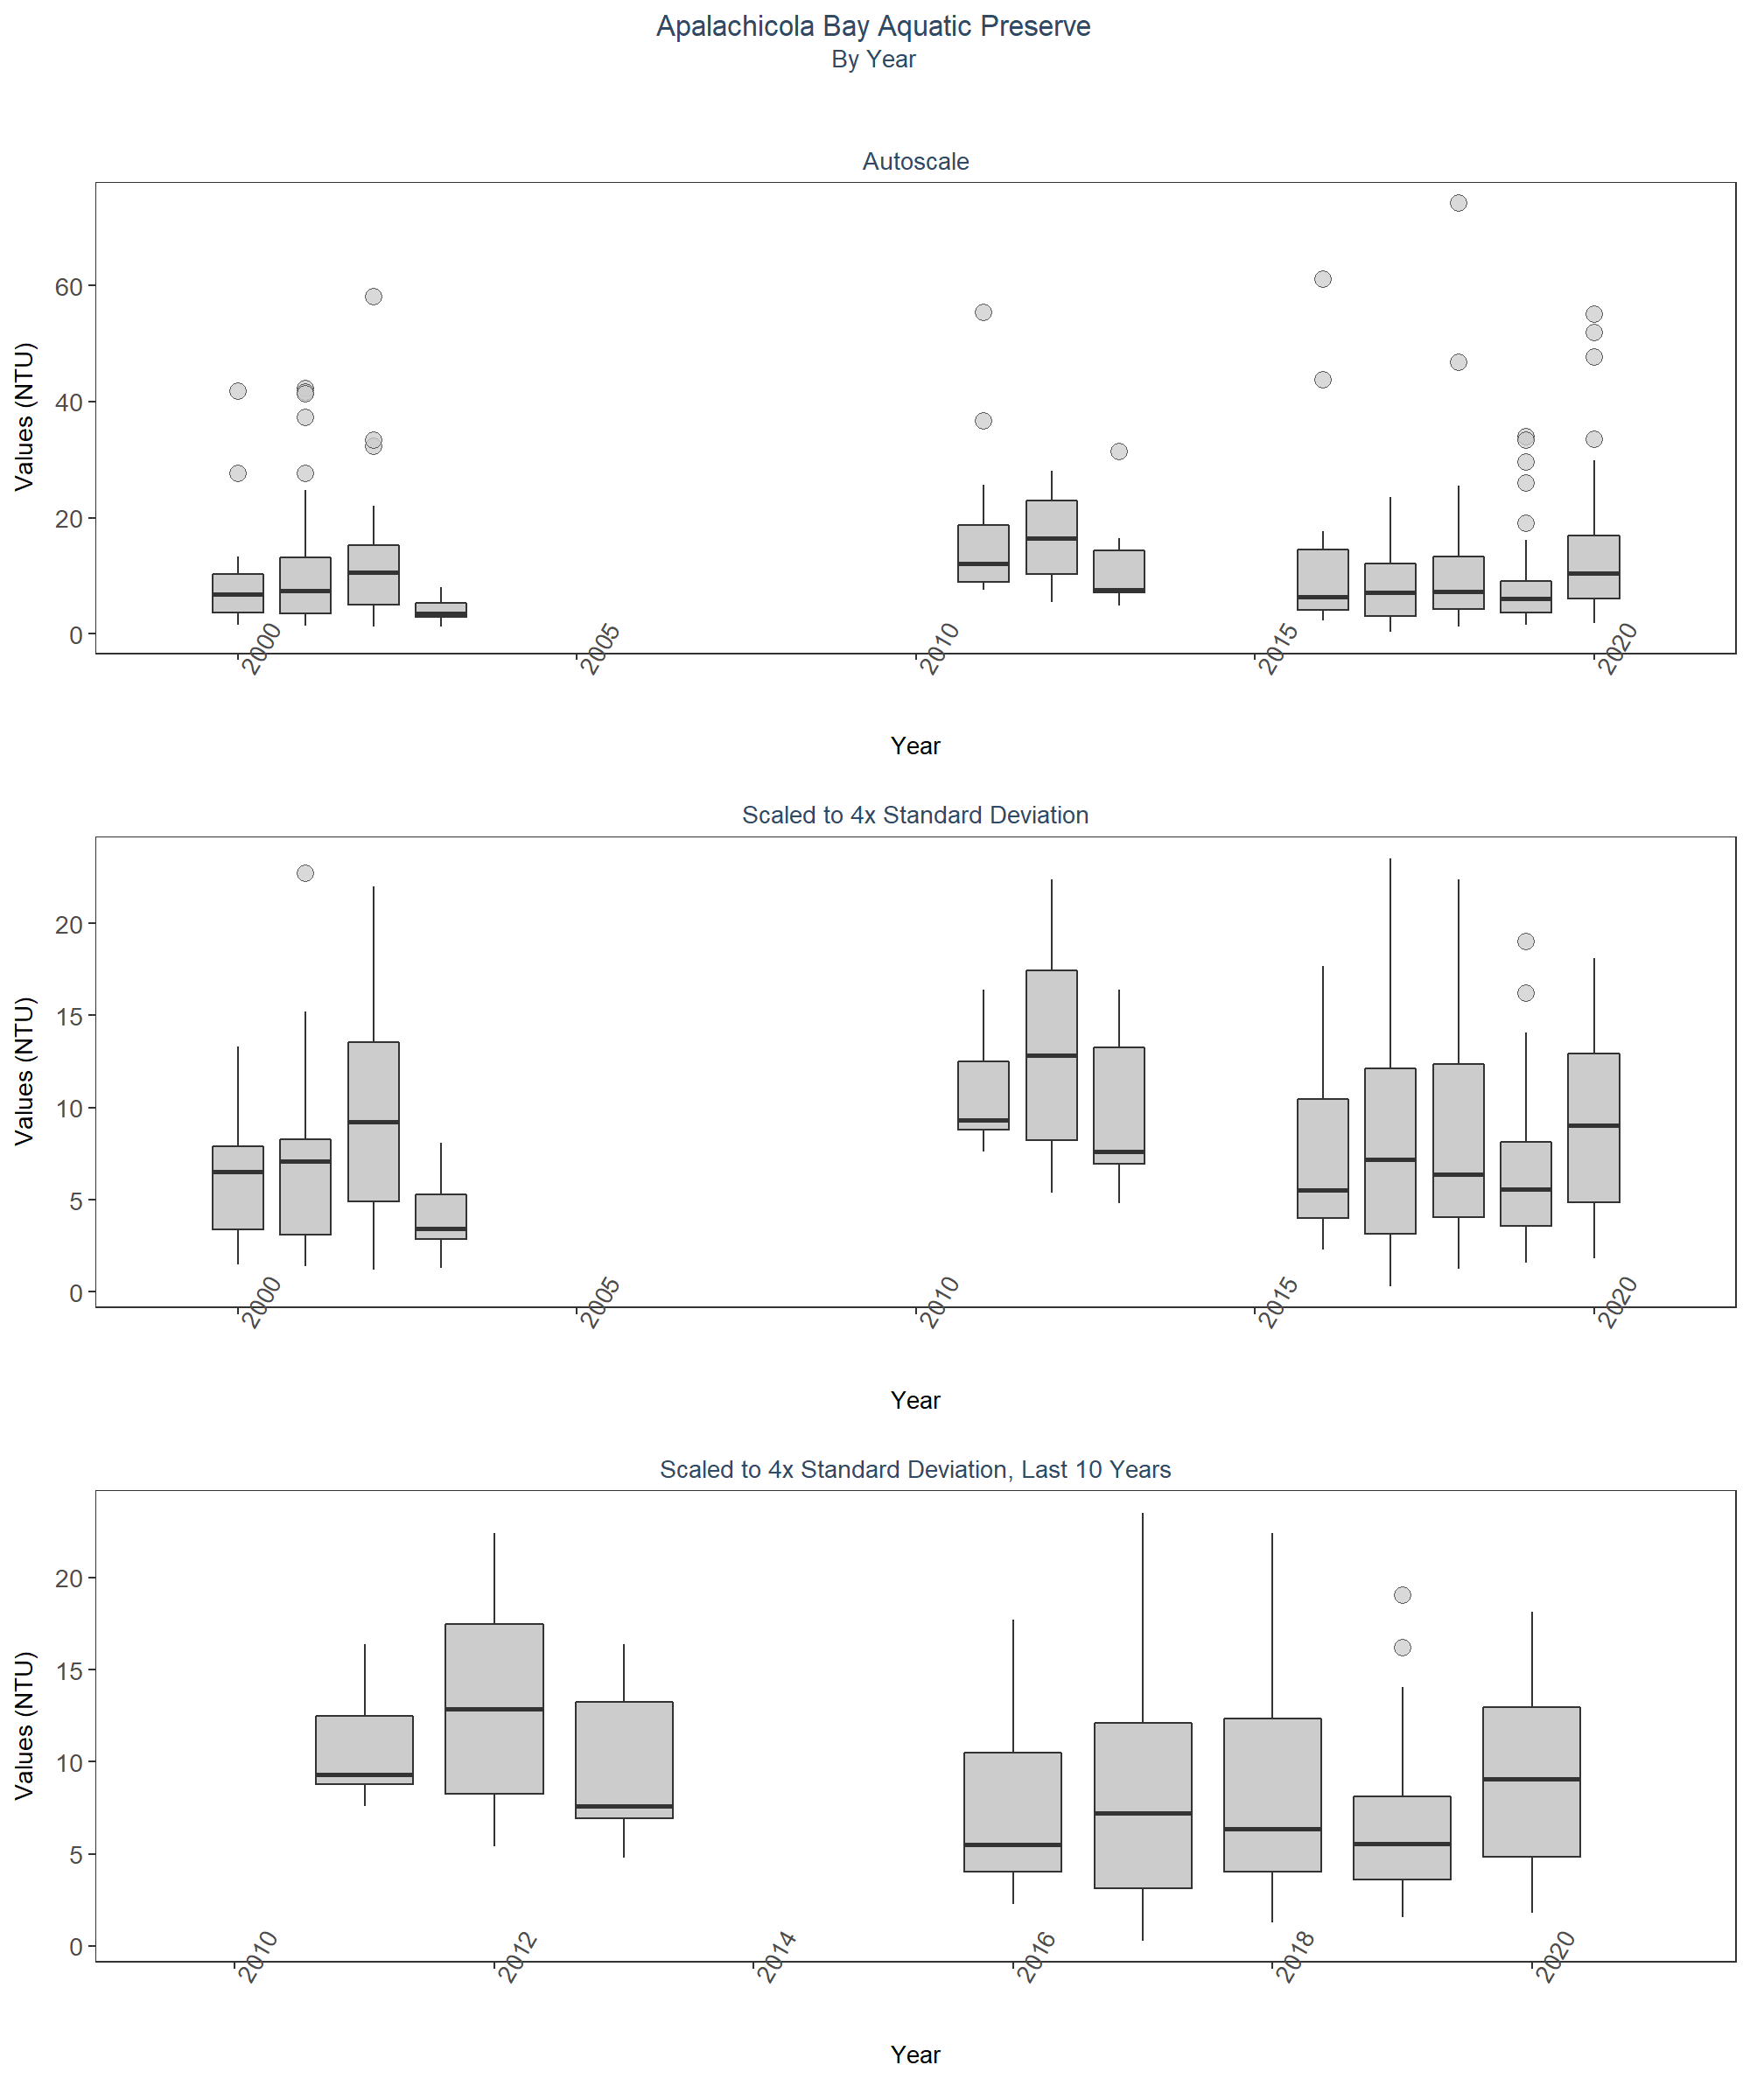 Apalachicola Bay Aquatic Preserve
By Year
Autoscale
Values (NTU)
60
40
20
0
2000 2005 2010 2015 2020
Year
Scaled to 4x Standard Deviation
Values (NTU)
20
15
10
5
0
2000 2005 2010 2015 2020
Year
Scaled to 4x Standard Deviation, Last 10 Years
Values (NTU)
20
15
10
5
0
2010 2012 2014 2016 2018 2020
Year